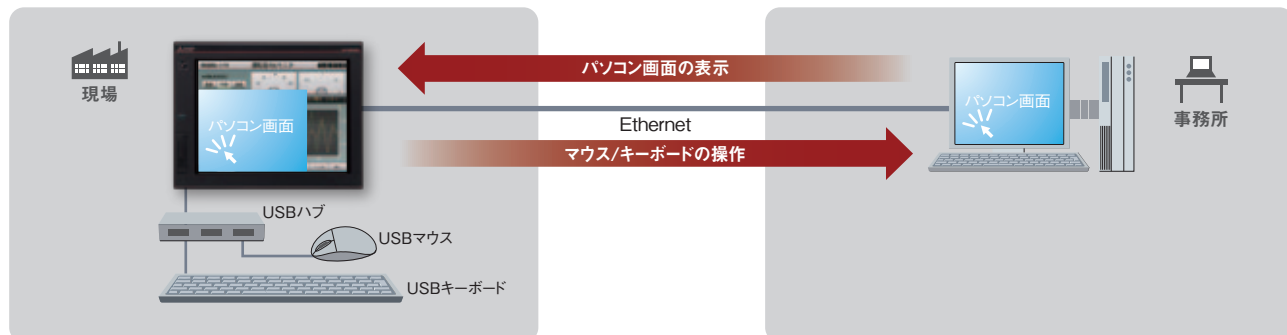 現場
パソコン画面
パソコン画面の表示
Ethernet
マウス/キーボードの操作
パソコン画面
事務所
USBハブ
USBマウス
USBキーボード